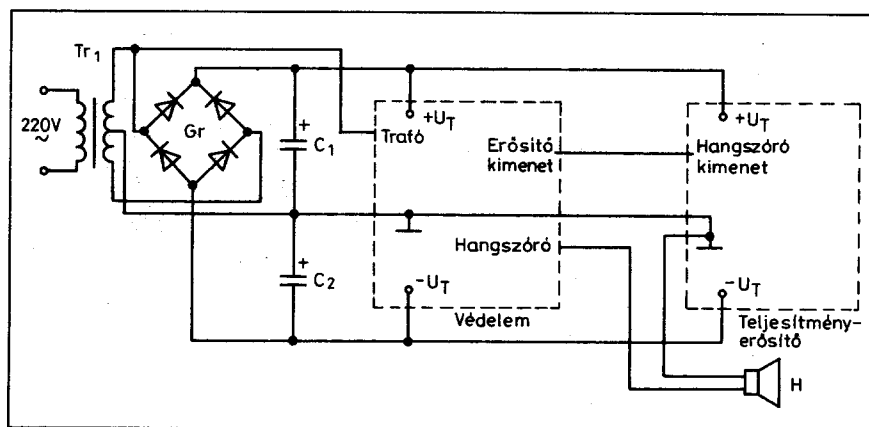 Tr1
220V
~
Gr
+
C1
+
C2
+UT
Trafó
Erősítő
kimenet
Hangszóró
-UT
Védelem
+UT
Hangszóró
kimenet
-UT
Teljesítmény-
erősítő
H